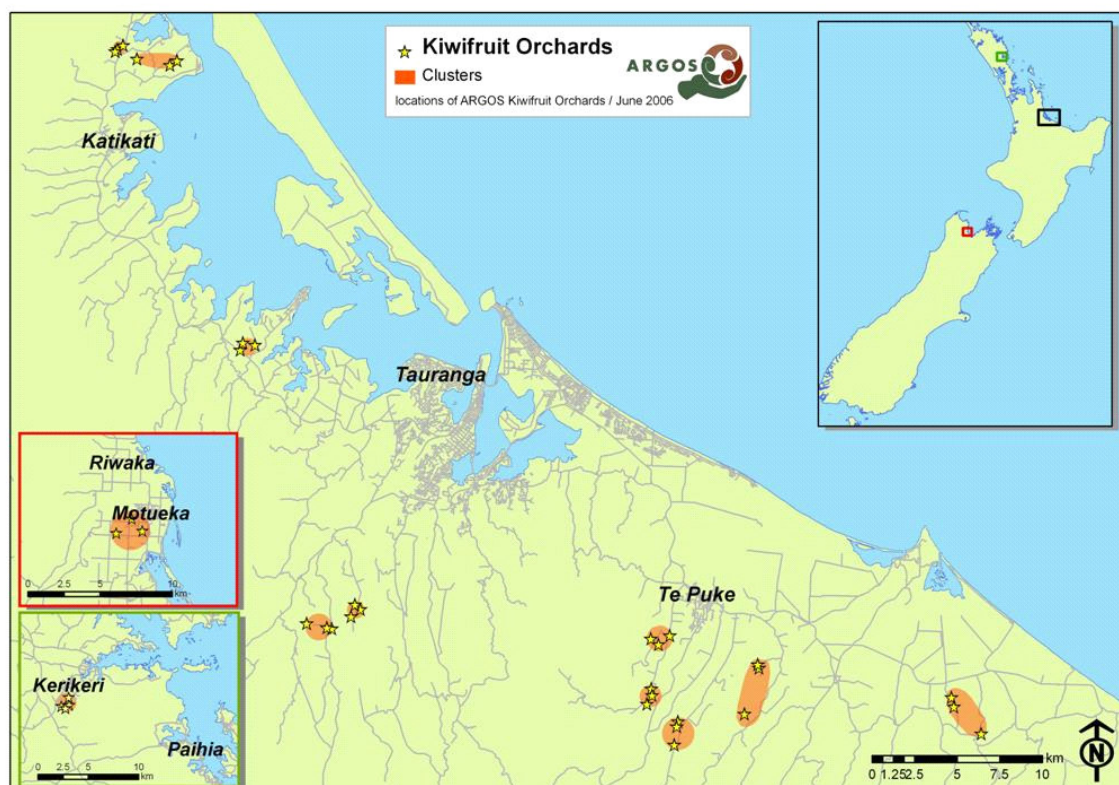 Kiwifruit Orchards
Clusters
ARGOS
locations of ARGOS Kiwifruit Orchards / June 2006
Katikati
Tauranga
Te Puke
Riwaka
Motueka
0 2.5 5 10
km
Kerikeri
Paihia
0 2.5 5 10
km
km
0 1.25 2.5 5 7.5 10
N